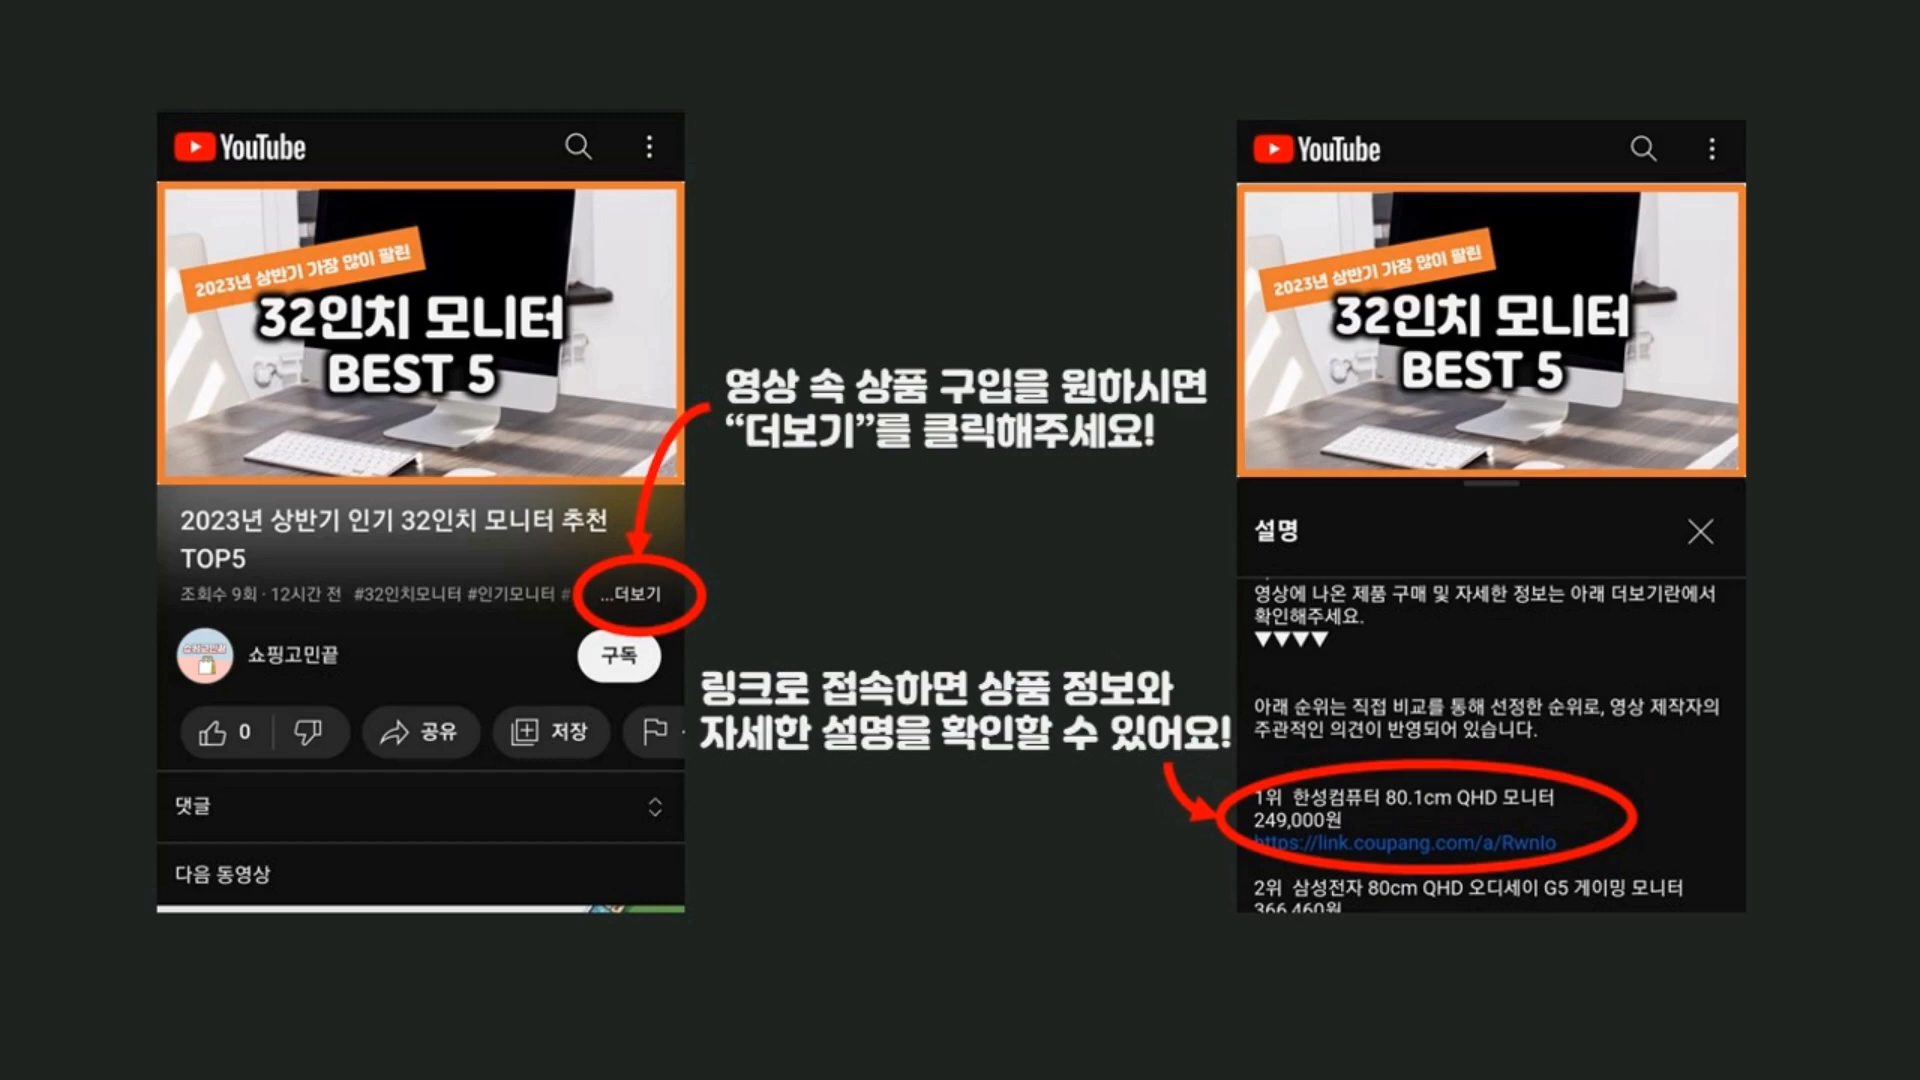 YouTube
2023년 상반기 가장 많이 팔린
32인치 모니터
BEST 5
2023년 상반기 인기 32인치 모니터 추천
TOP5
조회수 9회 · 12시간 전 #32인치모니터 #인기모니터 # ...더보기
쇼핑고민끝
쇼핑고민끝
구독
0
공유
저장
댓글
다음 동영상
영상 속 상품 구입을 원하시면
“더보기”를 클릭해주세요!
링크로 접속하면 상품 정보와
자세한 설명을 확인할 수 있어요!
YouTube
2023년 상반기 가장 많이 팔린
32인치 모니터
BEST 5
설명
영상에 나온 제품 구매 및 자세한 정보는 아래 더보기란에서
확인해주세요.
▼▼▼▼
아래 순위는 직접 비교를 통해 선정한 순위로, 영상 제작자의
주관적인 의견이 반영되어 있습니다.
1위 한성컴퓨터 80.1cm QHD 모니터
249,000원
https://link.coupang.com/a/RwnIo
2위 삼성전자 80cm QHD 오디세이 G5 게이밍 모니터
366,460원